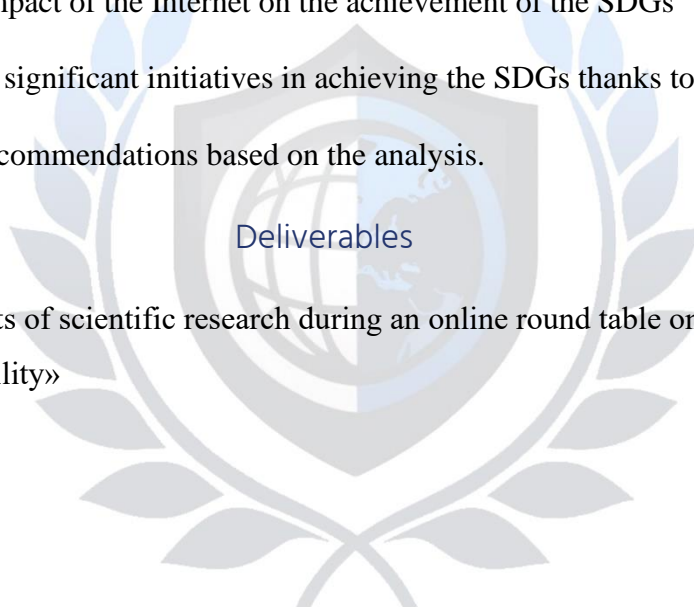 mpact of the Internet on the achievement of the SDGs
significant initiatives in achieving the SDGs thanks to
commendations based on the analysis.
Deliverables
ts of scientific research during an online round table on
lity»